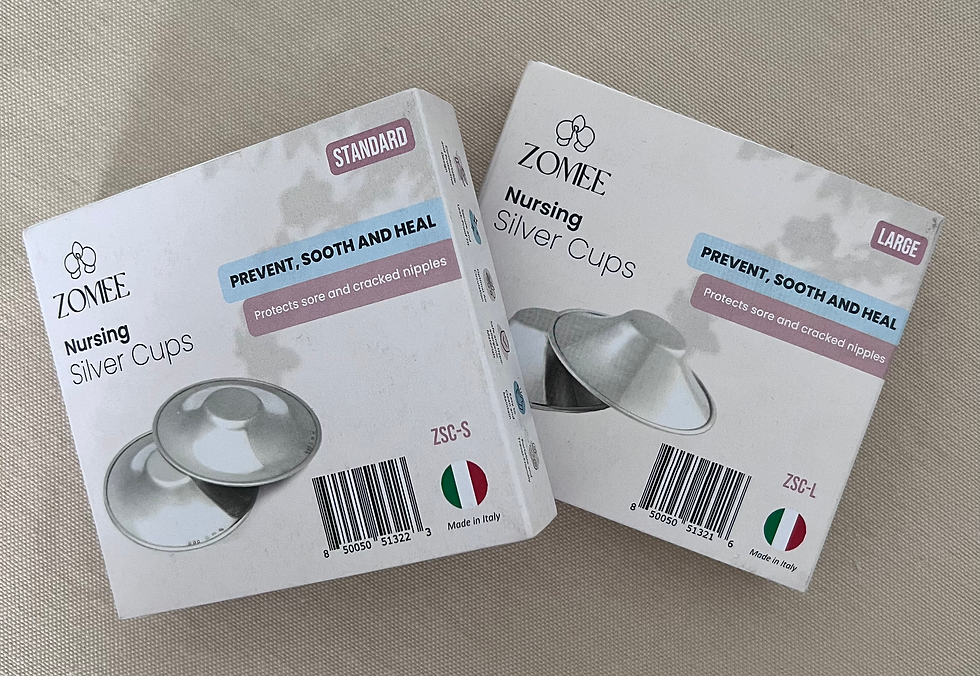 STANDARD
ZOMEE
Nursing
Silver Cups
PREVENT, SOOTH AND HEAL
Protects sore and cracked nipples
ZSC-S
8 50050 51322 3
Made in Italy
ZOMEE
Nursing
Silver Cups
LARGE
PREVENT, SOOTH AND HEAL
Protects sore and cracked nipples
ZSC-L
8 50050 51321 6
Made in Italy